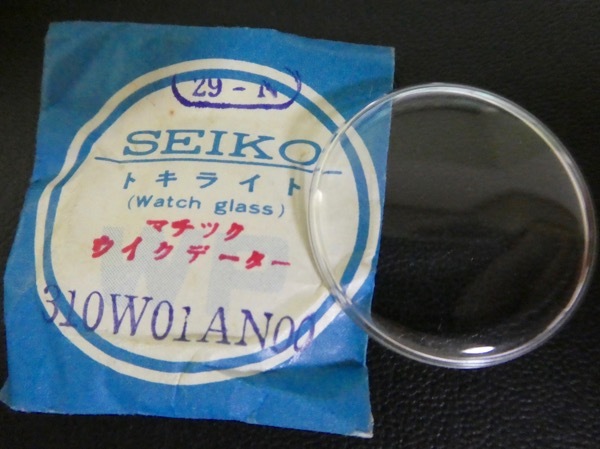 29-N
SEIKO
トキライト
(Watch glass)
マチック
ウイクデーター
310W01AN00